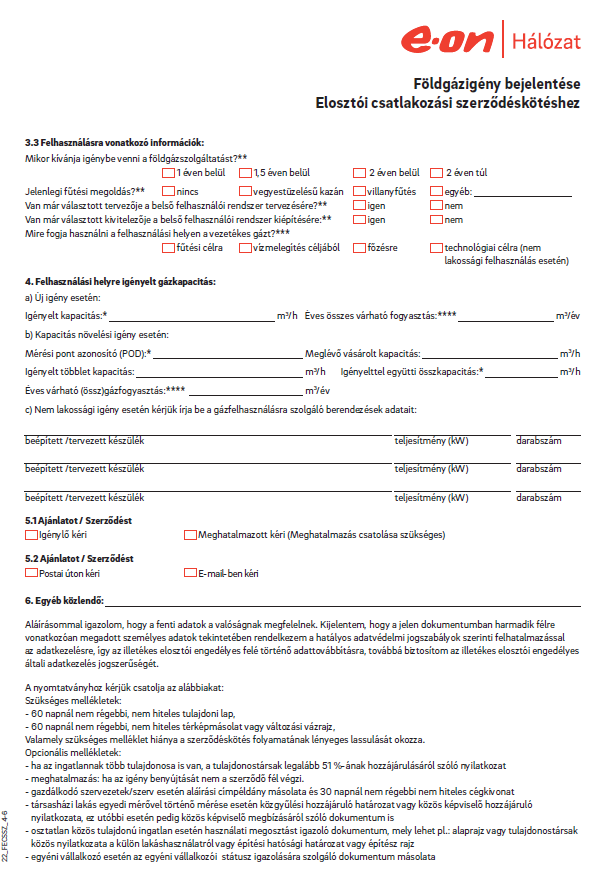 e·on | Hálózat
Földgázigény bejelentése
Elosztói csatlakozási szerződéskötéshez
3.3 Felhasználásra vonatkozó információk:
Mikor kívánja igénybe venni a földgázszolgáltatást?**
1 éven belül 1,5 éven belül 2 éven belül 2 éven túl
Jelenlegi fűtési megoldás?** nincs vegyestüzelésű kazán villanyfűtés egyéb:
Van már választott tervezője a belső felhasználói rendszer tervezésére?** igen nem
Van már választott kivitelezője a belső felhasználói rendszer kiépítésére:** igen nem
Mire fogja használni a felhasználási helyen a vezetékes gázt?***
fűtési célra vízmelegítés céljából főzésre technológiai célra (nem
lakossági felhasználás esetén)
4. Felhasználási helyre igényelt gázkapacitás:
a) Új igény esetén:
Igényelt kapacitás:* m³/h Éves összes várható fogyasztás:**** m³/év
b) Kapacitás növelési igény esetén:
Mérési pont azonosító (POD):* Meglévő vásárolt kapacitás: m³/h
Igényelt többlet kapacitás: m³/h Igényelttel együtti összkapacitás:* m³/h
Éves várható (össz)gázfogyasztás:**** m³/év
c) Nem lakossági igény esetén kérjük írja be a gázfelhasználásra szolgáló berendezések adatait:
beépített /tervezett készülék teljesítmény (kW) darabszám
beépített /tervezett készülék teljesítmény (kW) darabszám
beépített /tervezett készülék teljesítmény (kW) darabszám
5.1 Ajánlatot / Szerződést
Igénylő kéri Meghatalmazott kéri (Meghatalmazás csatolása szükséges)
5.2 Ajánlatot / Szerződést
Postai úton kéri E-mail-ben kéri
6. Egyéb közlendő:
Aláírásommal igazolom, hogy a fenti adatok a valóságnak megfelelnek. Kijelentem, hogy a jelen dokumentumban harmadik félre
vonatkozóan megadott személyes adatok tekintetében rendelkezem a hatályos adatvédelmi jogszabályok szerinti felhatalmazással
az adatkezelésre, így az illetékes elosztói engedélyes felé történő adattovábbításra, továbbá biztosítom az illetékes elosztói engedélyes
általi adatkezelés jogszerűségét.
A nyomtatványhoz kérjük csatolja az alábbiakat:
Szükséges mellékletek:
- 60 napnál nem régebbi, nem hiteles tulajdoni lap,
- 60 napnál nem régebbi, nem hiteles térképmásolat vagy változási vázrajz,
Valamely szükséges melléklet hiánya a szerződéskötés folyamatának lényeges lassulását okozza.
Opcionális mellékletek:
- ha az ingatlannak több tulajdonosa is van, a tulajdonostársak legalább 51 %-ának hozzájárulásáról szóló nyilatkozat
- meghatalmazás: ha az igény benyújtását nem a szerződő fél végzi.
- gazdálkodó szervezetek/szerv esetén aláírási címpéldány másolata és 30 napnál nem régebbi nem hiteles cégkivonat
- társasházi lakás egyedi mérővel történő mérése esetén közgyűlési hozzájáruló határozat vagy közös képviselő hozzájáruló
nyilatkozata, ez utóbbi esetén pedig közös képviselő megbízásáról szóló dokumentum is
- osztatlan közös tulajdonú ingatlan esetén használati megosztást igazoló dokumentum, mely lehet pl.: alaprajz vagy tulajdonostársak
közös nyilatkozata a külön lakáshasználatról vagy építési hatósági határozat vagy építész rajz
- egyéni vállalkozó esetén az egyéni vállalkozói státusz igazolására szolgáló dokumentum másolata
22_FECSSZ_4-6